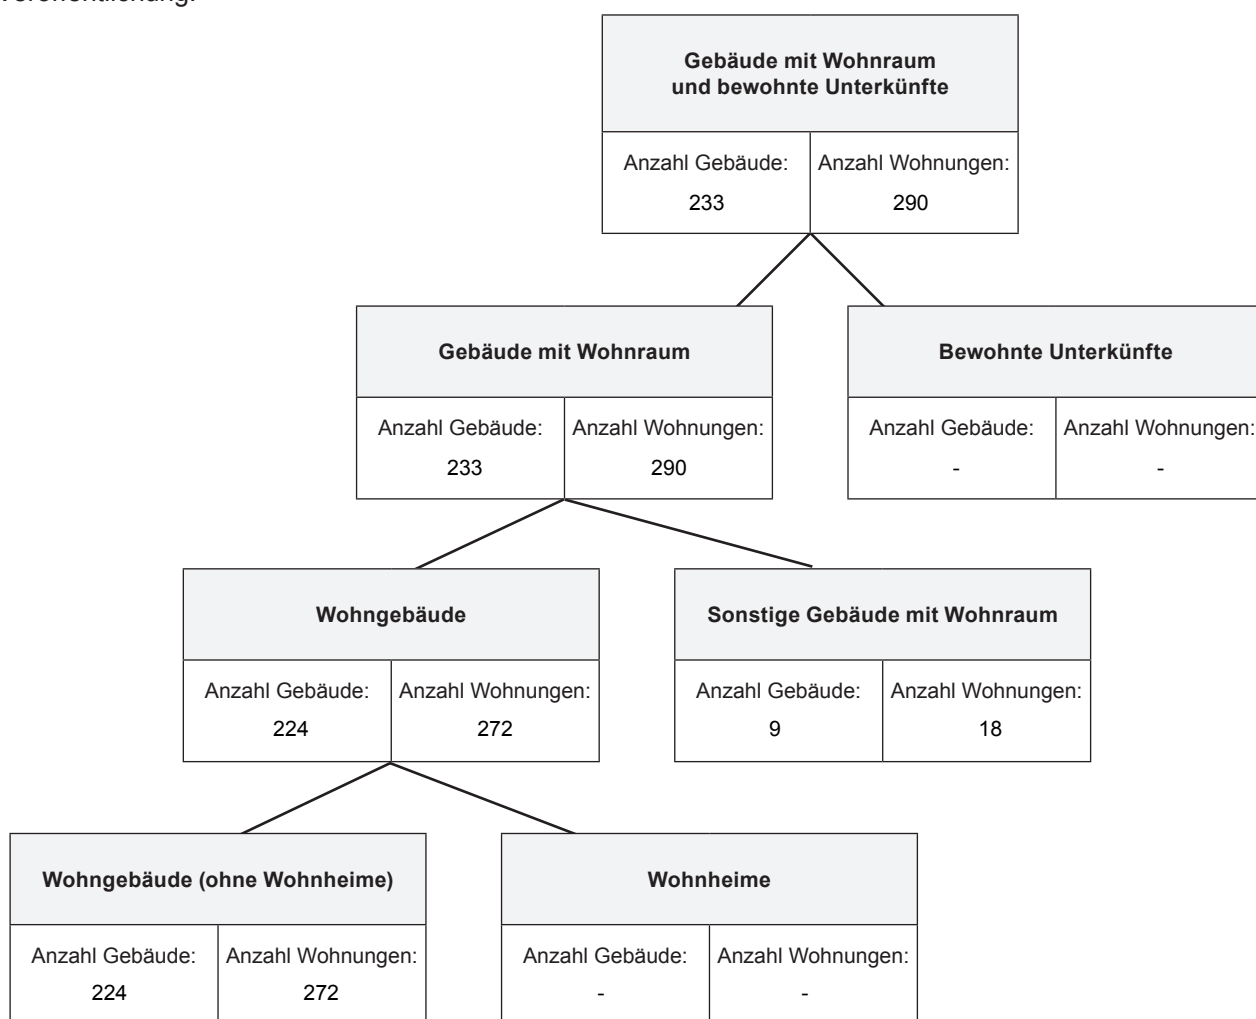 Veröffentlichung.
Gebäude mit Wohnraum
und bewohnte Unterkünfte
Anzahl Gebäude: Anzahl Wohnungen:
233 290
Gebäude mit Wohnraum Bewohnte Unterkünfte
Anzahl Gebäude: Anzahl Wohnungen: Anzahl Gebäude: Anzahl Wohnungen:
233 290 - -
Wohngebäude Sonstige Gebäude mit Wohnraum
Anzahl Gebäude: Anzahl Wohnungen: Anzahl Gebäude: Anzahl Wohnungen:
224 272 9 18
Wohngebäude (ohne Wohnheime) Wohnheime
Anzahl Gebäude: Anzahl Wohnungen: Anzahl Gebäude: Anzahl Wohnungen:
224 272 - -